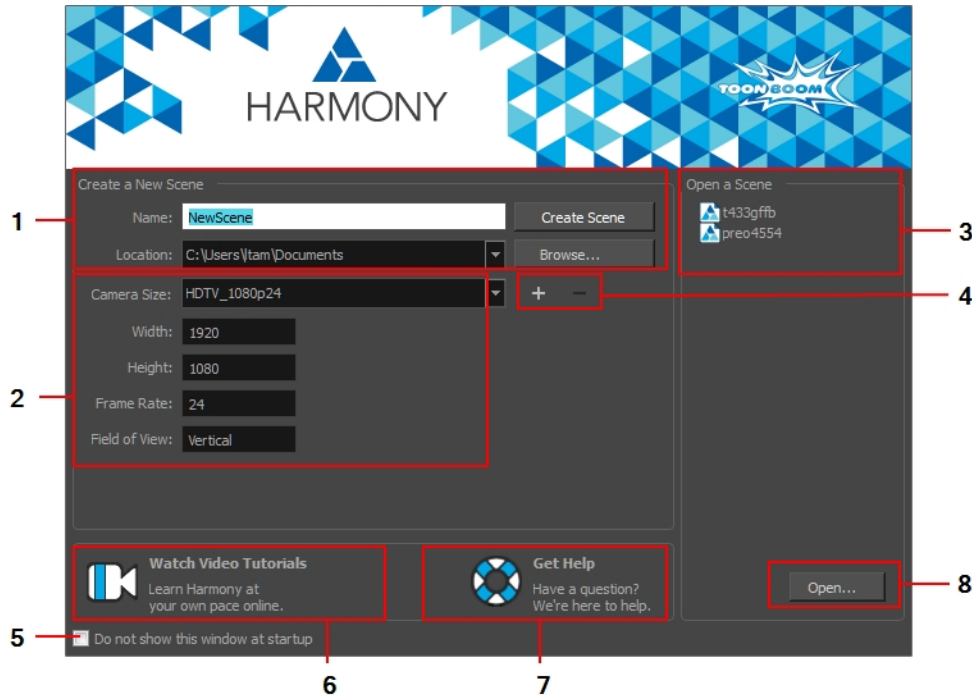 HARMONY
TOON BOOM
Create a New Scene
Name: NewScene Create Scene
Location: C:\Users\ltam\Documents Browse...
Camera Size: HDTV_1080p24 + −
Width: 1920
Height: 1080
Frame Rate: 24
Field of View: Vertical
Open a Scene
t433gffb
preo4554
Watch Video Tutorials
Learn Harmony at
your own pace online.
Get Help
Have a question?
We're here to help.
Open...
Do not show this window at startup
1
2
3
4
5
6
7
8